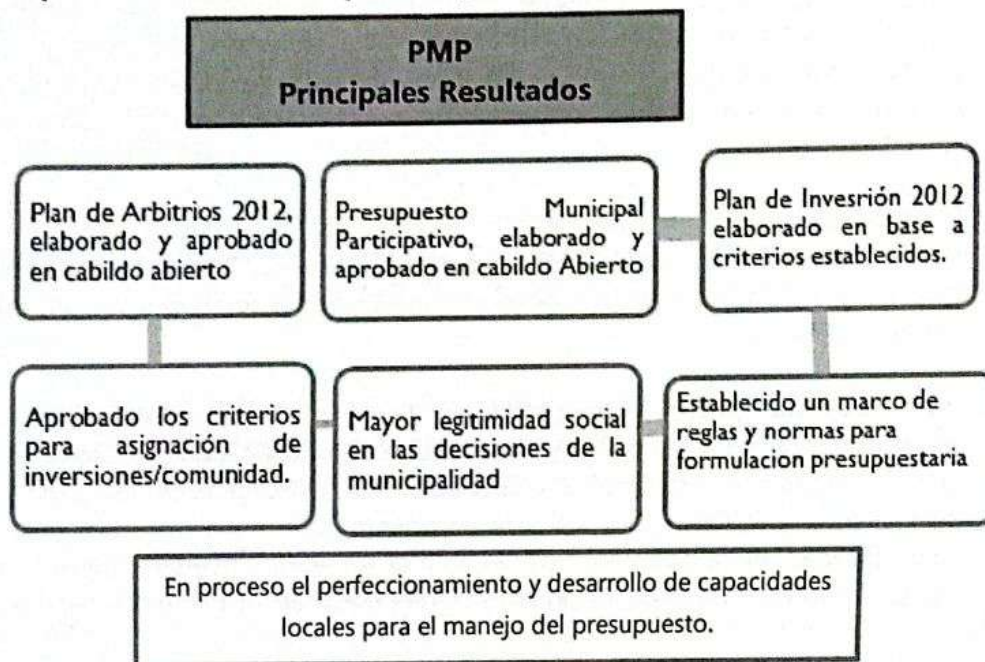 PMP
Principales Resultados
Plan de Arbitrios 2012,
elaborado y aprobado
en cabildo abierto
Presupuesto Municipal
Participativo, elaborado y
aprobado en cabildo Abierto
Plan de Invesrión 2012
elaborado en base a
criterios establecidos.
Aprobado los criterios
para asignación de
inversiones/comunidad.
Mayor legitimidad social
en las decisiones de la
municipalidad
Establecido un marco de
reglas y normas para
formulacion presupuestaria
En proceso el perfeccionamiento y desarrollo de capacidades
locales para el manejo del presupuesto.